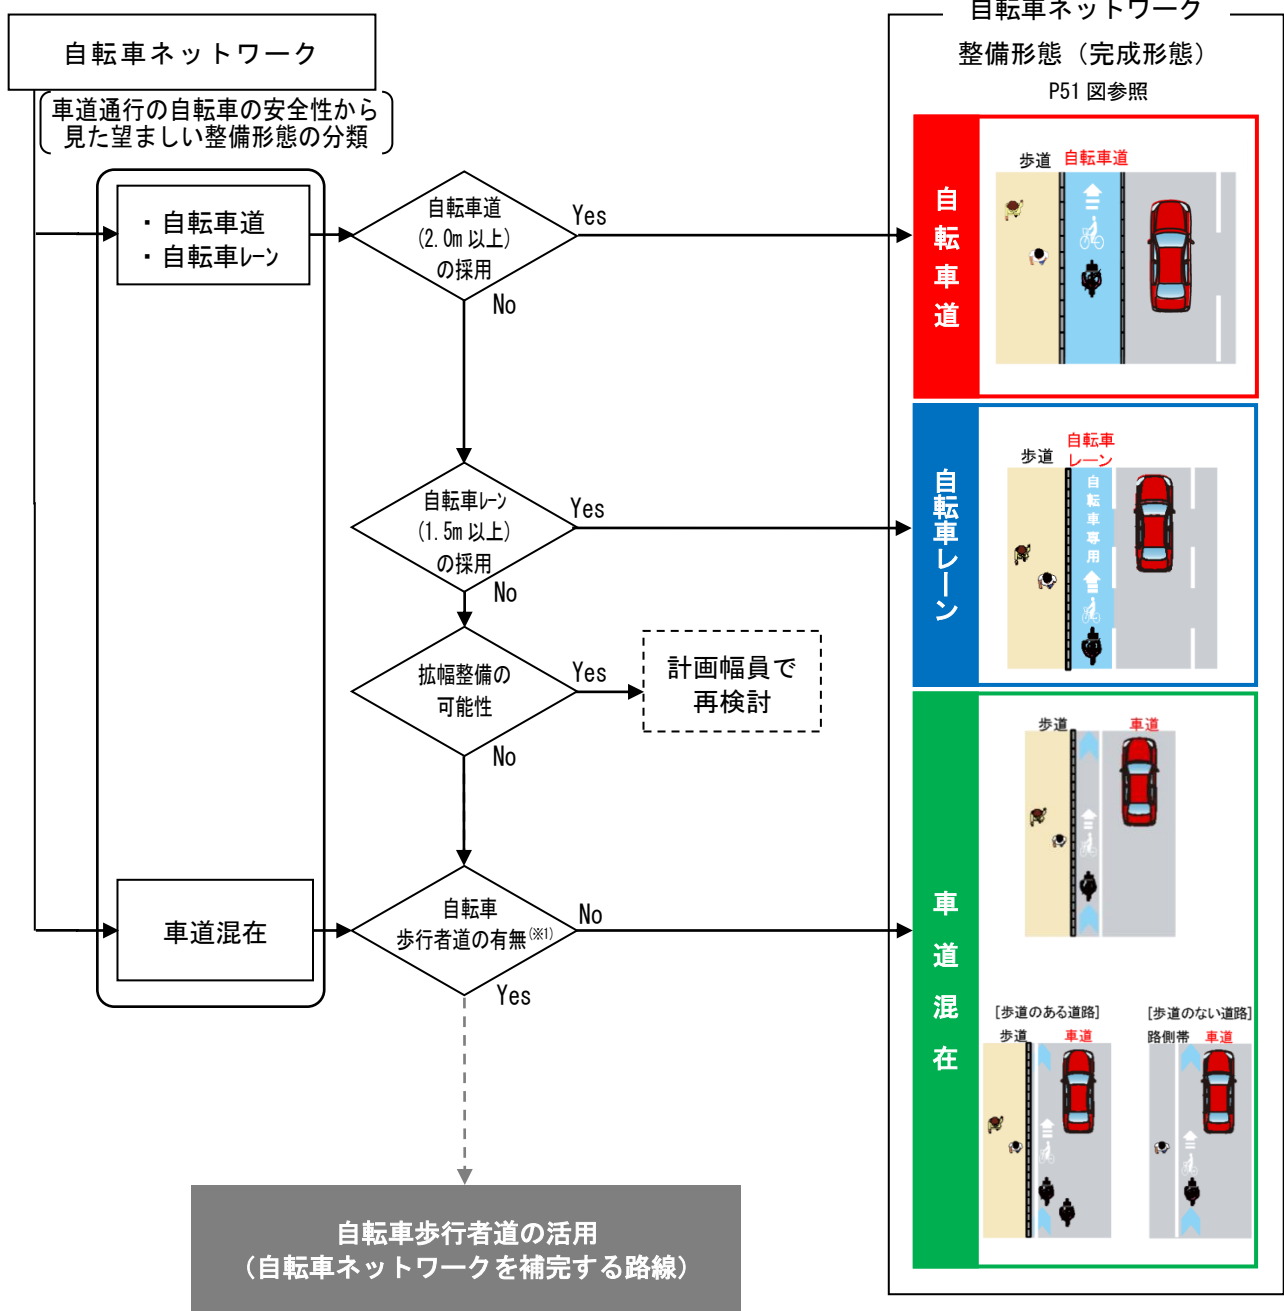 自転車ネットワーク
車道通行の自転車の安全性から
見た望ましい整備形態の分類
・自転車道
・自転車レーン
自転車道
(2.0m以上)
の採用
Yes
No
自転車レーン
(1.5m以上)
の採用
Yes
No
拡幅整備の
可能性
Yes
No
計画幅員で
再検討
車道混在
自転車
歩行者道の有無(※1)
No
Yes
自転車歩行者道の活用
（自転車ネットワークを補完する路線）
自転車ネットワーク
整備形態（完成形態）
P51 図参照
自転車道
歩道 自転車道
自転車レーン
歩道 自転車
レーン
自転車専用
車道混在
歩道 車道
[歩道のある道路]
歩道 車道
[歩道のない道路]
路側帯 車道